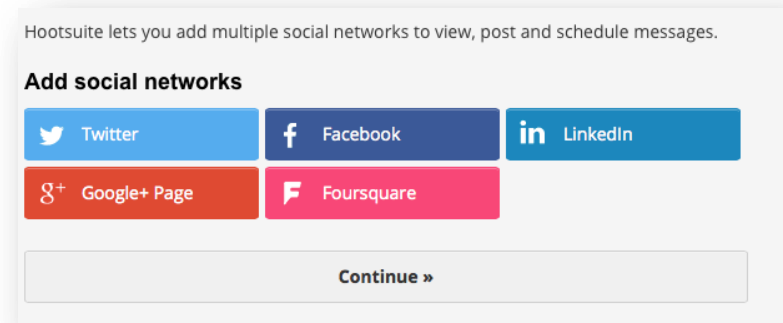 Hootsuite lets you add multiple social networks to view, post and schedule messages.
Add social networks
Twitter Facebook in LinkedIn
g+ Google+ Page Foursquare
Continue »